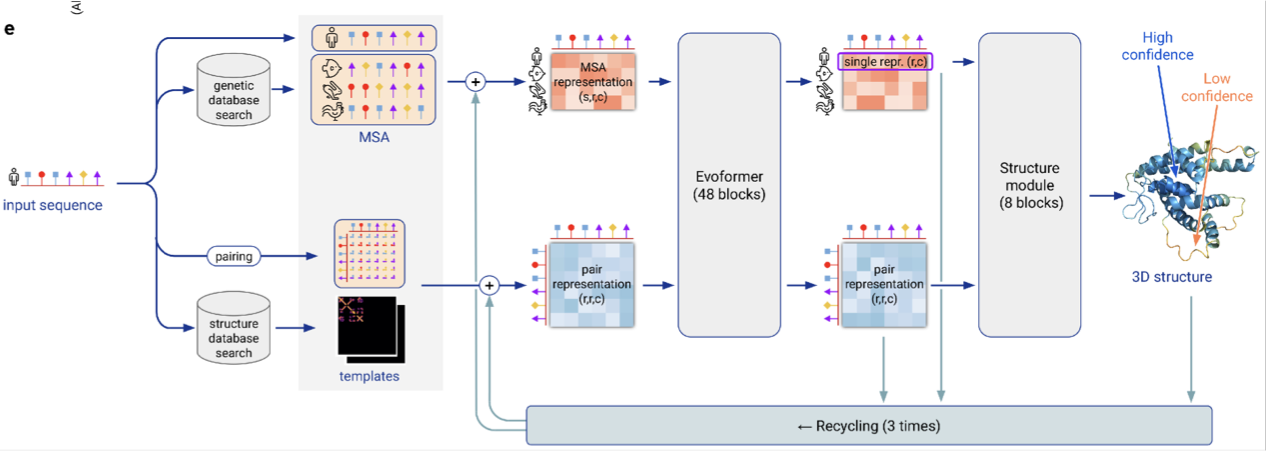 (A
e
input sequence
genetic
database
search
pairing
structure
database
search
MSA
templates
+
+
MSA
representation
(s,r,c)
pair
representation
(r,r,c)
Evoformer
(48 blocks)
single repr. (r,c)
pair
representation
(r,r,c)
Structure
module
(8 blocks)
High
confidence
Low
confidence
3D structure
← Recycling (3 times)